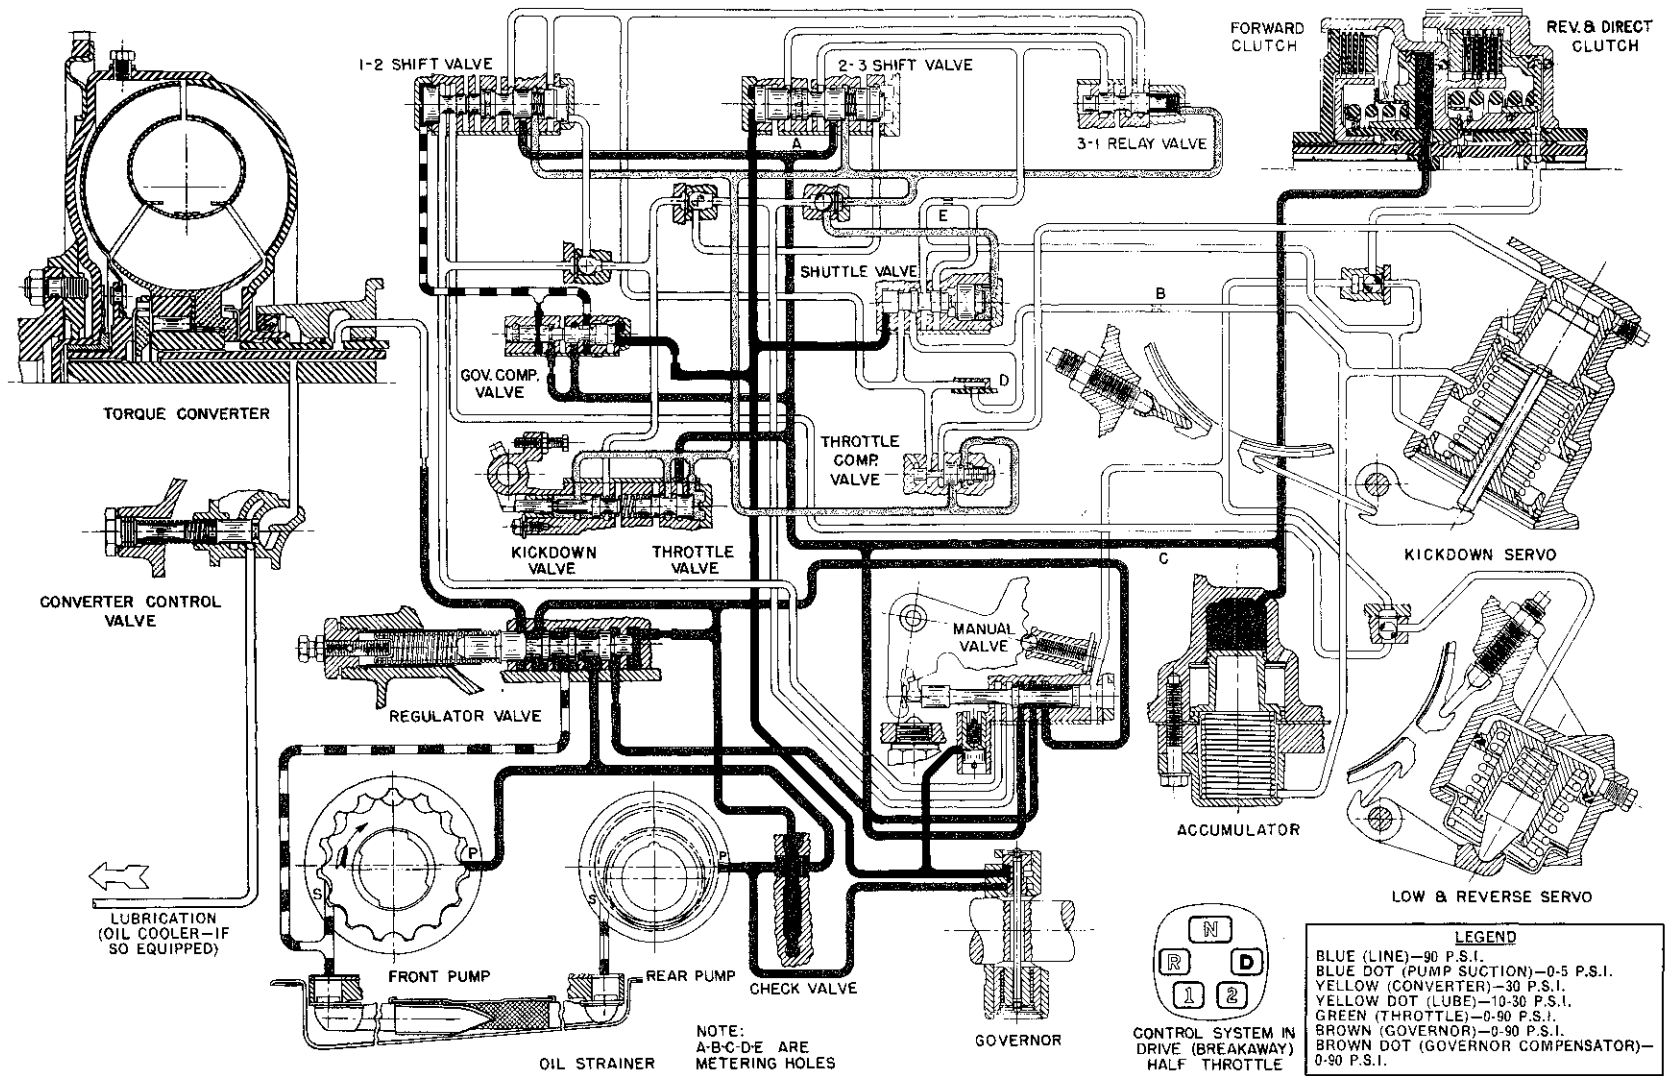 FORWARD
CLUTCH
REV. & DIRECT
CLUTCH
1-2 SHIFT VALVE
2-3 SHIFT VALVE
A
3-1 RELAY VALVE
E
SHUTTLE VALVE
B
GOV. COMP.
VALVE
D
TORQUE CONVERTER
THROTTLE
COMP.
VALVE
KICKDOWN
VALVE
THROTTLE
VALVE
C
KICKDOWN SERVO
CONVERTER CONTROL
VALVE
MANUAL
VALVE
REGULATOR VALVE
ACCUMULATOR
P
S
P
S
LOW & REVERSE SERVO
LUBRICATION
(OIL COOLER-IF
SO EQUIPPED)
FRONT PUMP
REAR PUMP
CHECK VALVE
OIL STRAINER
NOTE:
A-B-C-D-E ARE
METERING HOLES
GOVERNOR
N
R
D
1
2
CONTROL SYSTEM IN
DRIVE (BREAKAWAY)
HALF THROTTLE
LEGEND
BLUE (LINE)-90 P.S.I.
BLUE DOT (PUMP SUCTION)-0-5 P.S.I.
YELLOW (CONVERTER)-30 P.S.I.
YELLOW DOT (LUBE)-10-30 P.S.I.
GREEN (THROTTLE)-0-90 P.S.I.
BROWN (GOVERNOR)-0-90 P.S.I.
BROWN DOT (GOVERNOR COMPENSATOR)-
0-90 P.S.I.